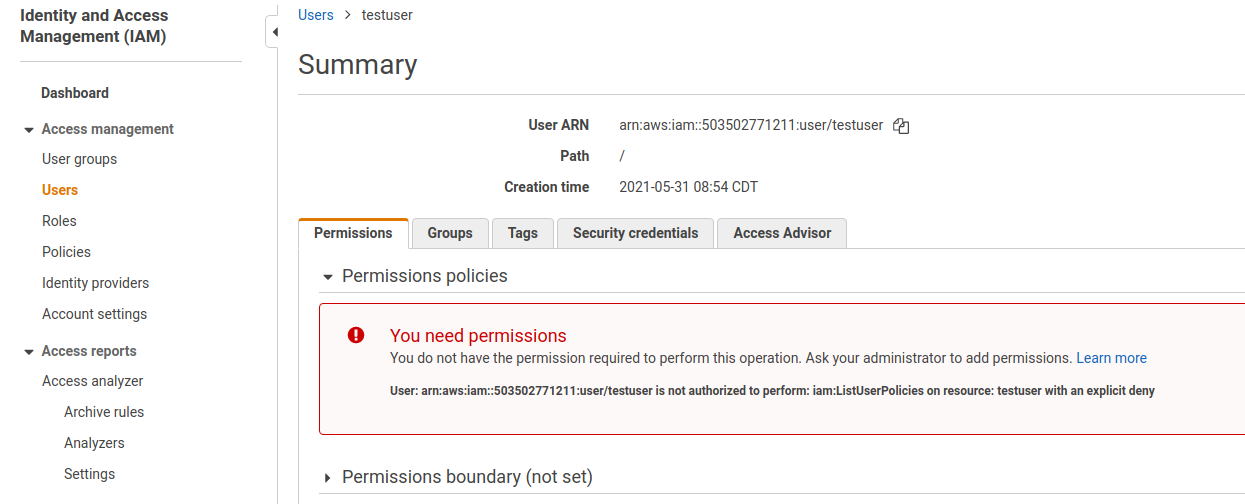 Identity and Access
Management (IAM)
Dashboard
Access management
User groups
Users
Roles
Policies
Identity providers
Account settings
Access reports
Access analyzer
Archive rules
Analyzers
Settings
Users > testuser
Summary
User ARN arn:aws:iam::503502771211:user/testuser
Path /
Creation time 2021-05-31 08:54 CDT
Permissions Groups Tags Security credentials Access Advisor
Permissions policies
You need permissions
You do not have the permission required to perform this operation. Ask your administrator to add permissions. Learn more
User: arn:aws:iam::503502771211:user/testuser is not authorized to perform: iam:ListUserPolicies on resource: testuser with an explicit deny
Permissions boundary (not set)